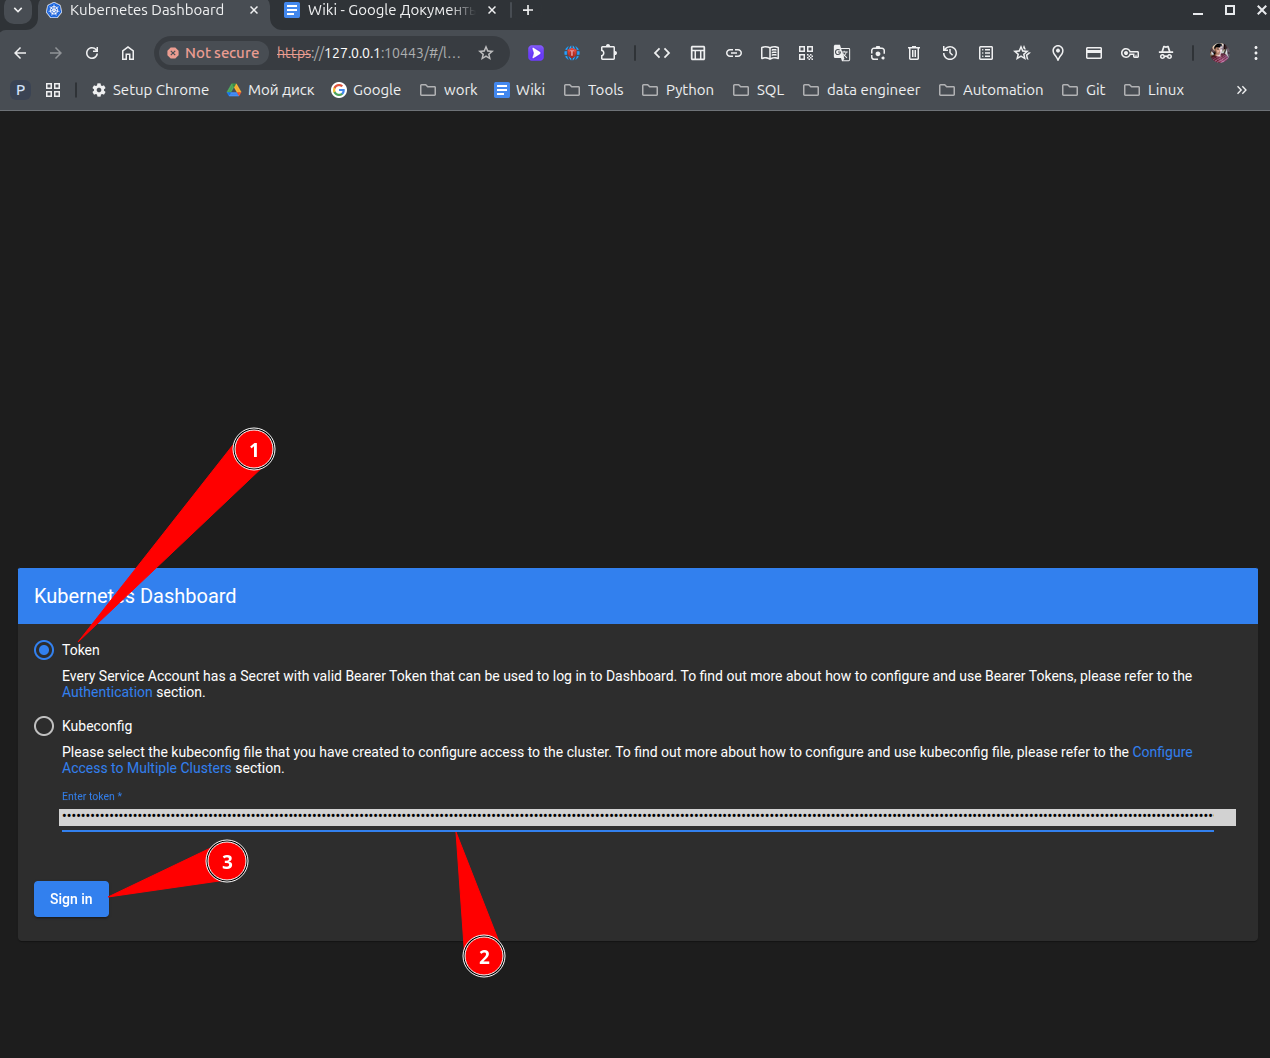 Kubernetes Dashboard
Wiki - Google Документы
Not secure https://127.0.0.1:10443/#/l...
P Setup Chrome Мой диск Google work Wiki Tools Python SQL data engineer Automation Git Linux »
1
Kubernetes Dashboard
Token
Every Service Account has a Secret with valid Bearer Token that can be used to log in to Dashboard. To find out more about how to configure and use Bearer Tokens, please refer to the
Authentication section.
Kubeconfig
Please select the kubeconfig file that you have created to configure access to the cluster. To find out more about how to configure and use kubeconfig file, please refer to the Configure
Access to Multiple Clusters section.
Enter token *
3
Sign in
2